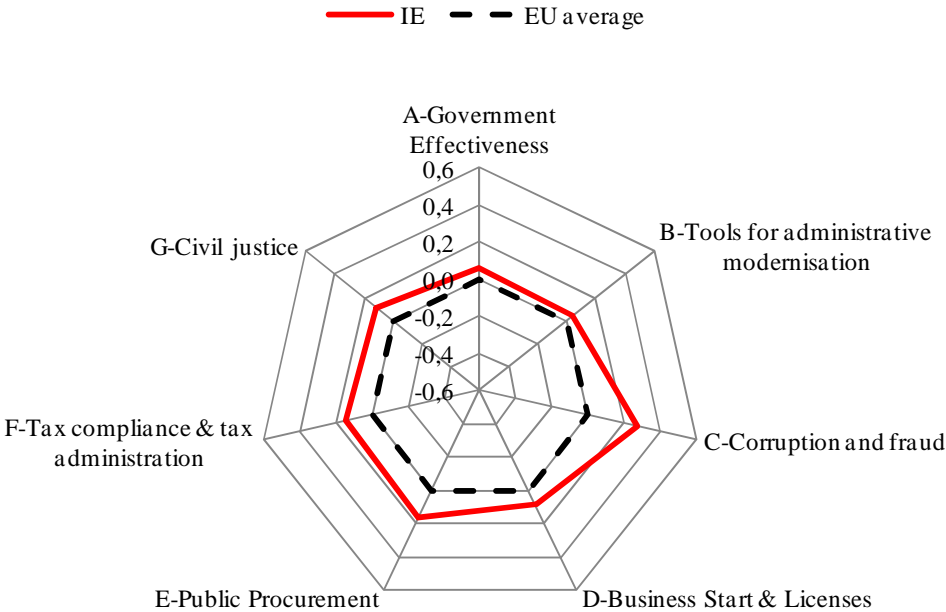 IE
EU average
A-Government
Effectiveness
0,6
0,4
0,2
0,0
-0,2
-0,4
-0,6
B-Tools for administrative
modernisation
C-Corruption and fraud
D-Business Start & Licenses
E-Public Procurement
F-Tax compliance & tax
administration
G-Civil justice